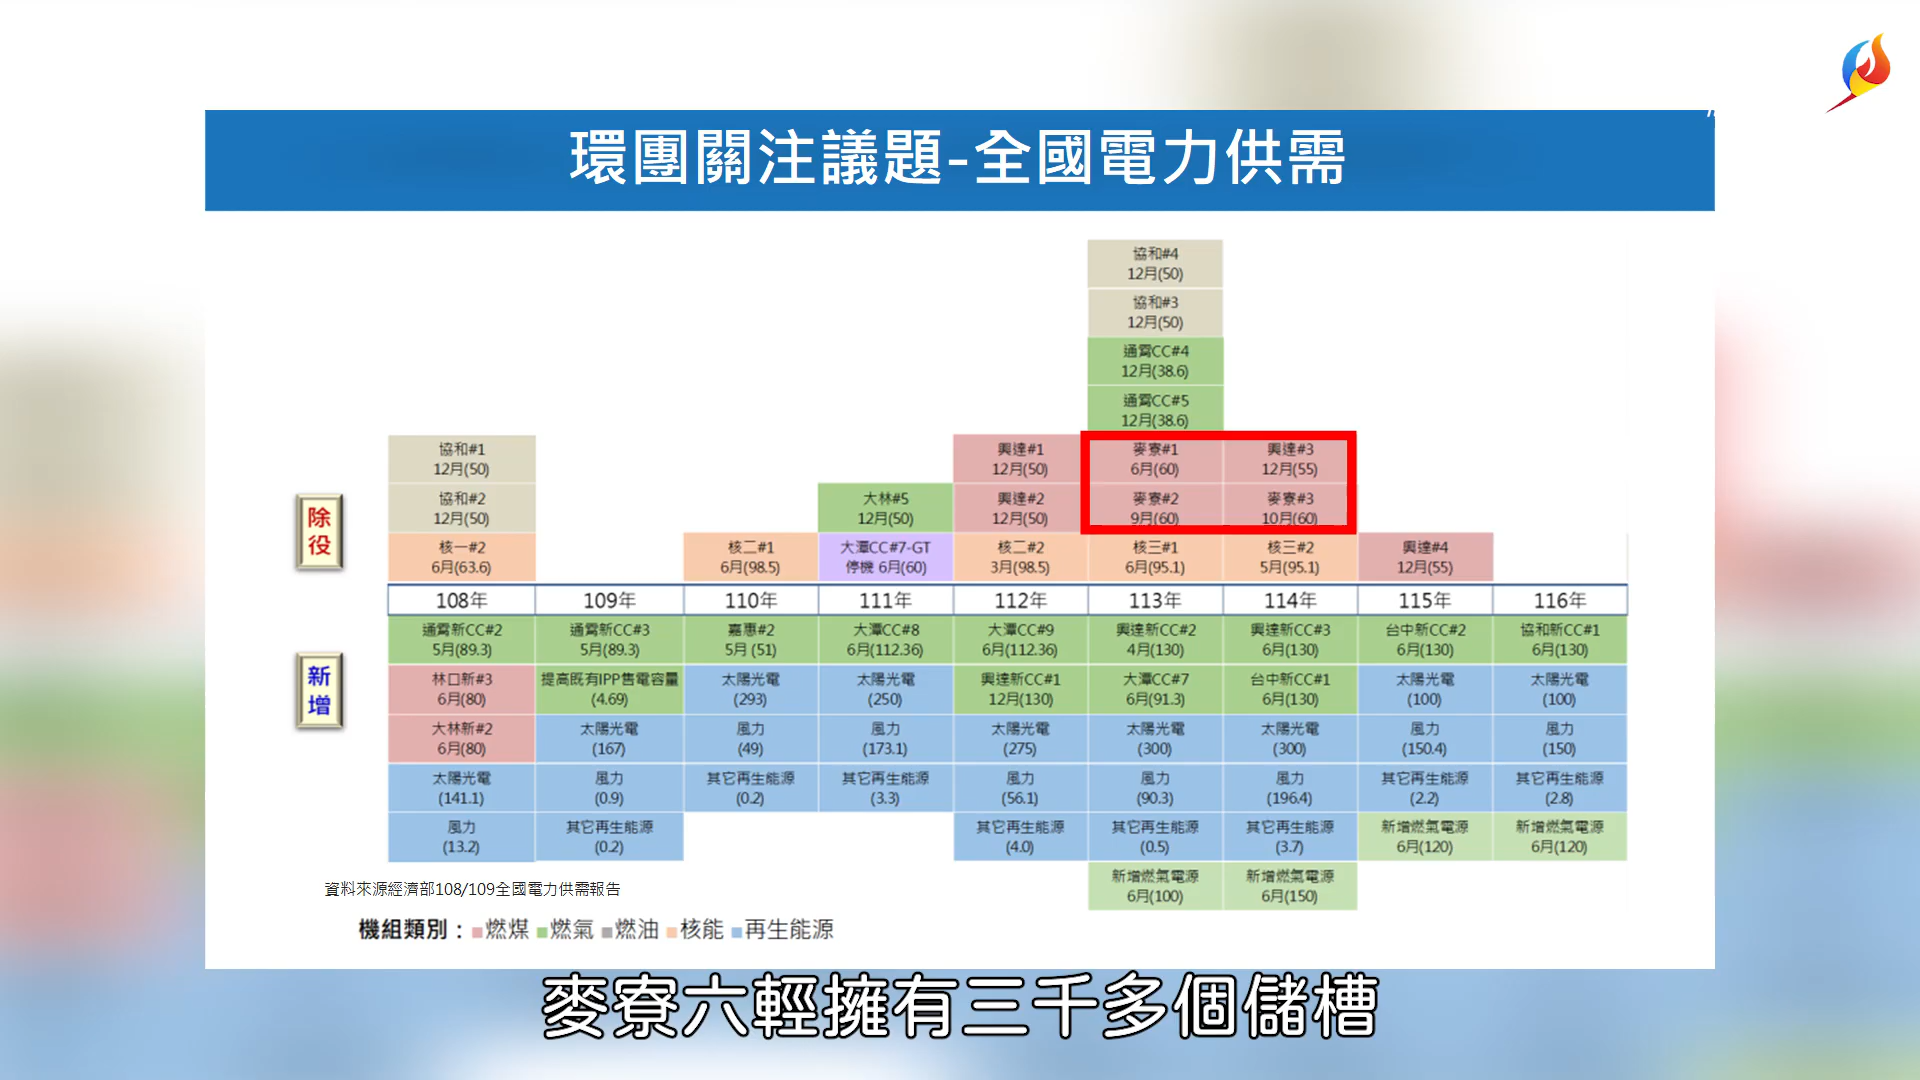 環團關注議題-全國電力供需
協和#4
12月(50)
協和#3
12月(50)
通霄CC#4
12月(38.6)
通霄CC#5
12月(38.6)
協和#1
12月(50)
興達#1
12月(50)
麥寮#1
6月(60)
興達#3
12月(55)
協和#2
12月(50)
大林#5
12月(50)
興達#2
12月(50)
麥寮#2
9月(60)
麥寮#3
10月(60)
除役
核一#2
6月(63.6)
核二#1
6月(98.5)
大潭CC#7-GT
停機 6月(60)
核二#2
3月(98.5)
核三#1
6月(95.1)
核三#2
5月(95.1)
興達#4
12月(55)
108年 109年 110年 111年 112年 113年 114年 115年 116年
新增
通霄新CC#2
5月(89.3)
通霄新CC#3
5月(89.3)
嘉惠#2
5月 (51)
大潭CC#8
6月(112.36)
大潭CC#9
6月(112.36)
興達新CC#2
4月(130)
興達新CC#3
6月(130)
台中新CC#2
6月(130)
協和新CC#1
6月(130)
林口新#3
6月(80)
提高既有IPP售電容量
(4.69)
太陽光電
(293)
太陽光電
(250)
興達新CC#1
12月(130)
大潭CC#7
6月(91.3)
台中新CC#1
6月(130)
太陽光電
(100)
太陽光電
(100)
大林新#2
6月(80)
太陽光電
(167)
風力
(49)
風力
(173.1)
太陽光電
(275)
太陽光電
(300)
太陽光電
(300)
風力
(150.4)
風力
(150)
太陽光電
(141.1)
風力
(0.9)
其它再生能源
(0.2)
其它再生能源
(3.3)
風力
(56.1)
風力
(90.3)
風力
(196.4)
其它再生能源
(2.2)
其它再生能源
(2.8)
風力
(13.2)
其它再生能源
(0.2)
其它再生能源
(4.0)
其它再生能源
(0.5)
其它再生能源
(3.7)
新增燃氣電源
6月(120)
新增燃氣電源
6月(120)
新增燃氣電源
6月(100)
新增燃氣電源
6月(150)
資料來源經濟部108/109全國電力供需報告
機組類別：■燃煤 ■燃氣 ■燃油 ■核能 ■再生能源
麥寮六輕擁有三千多個儲槽